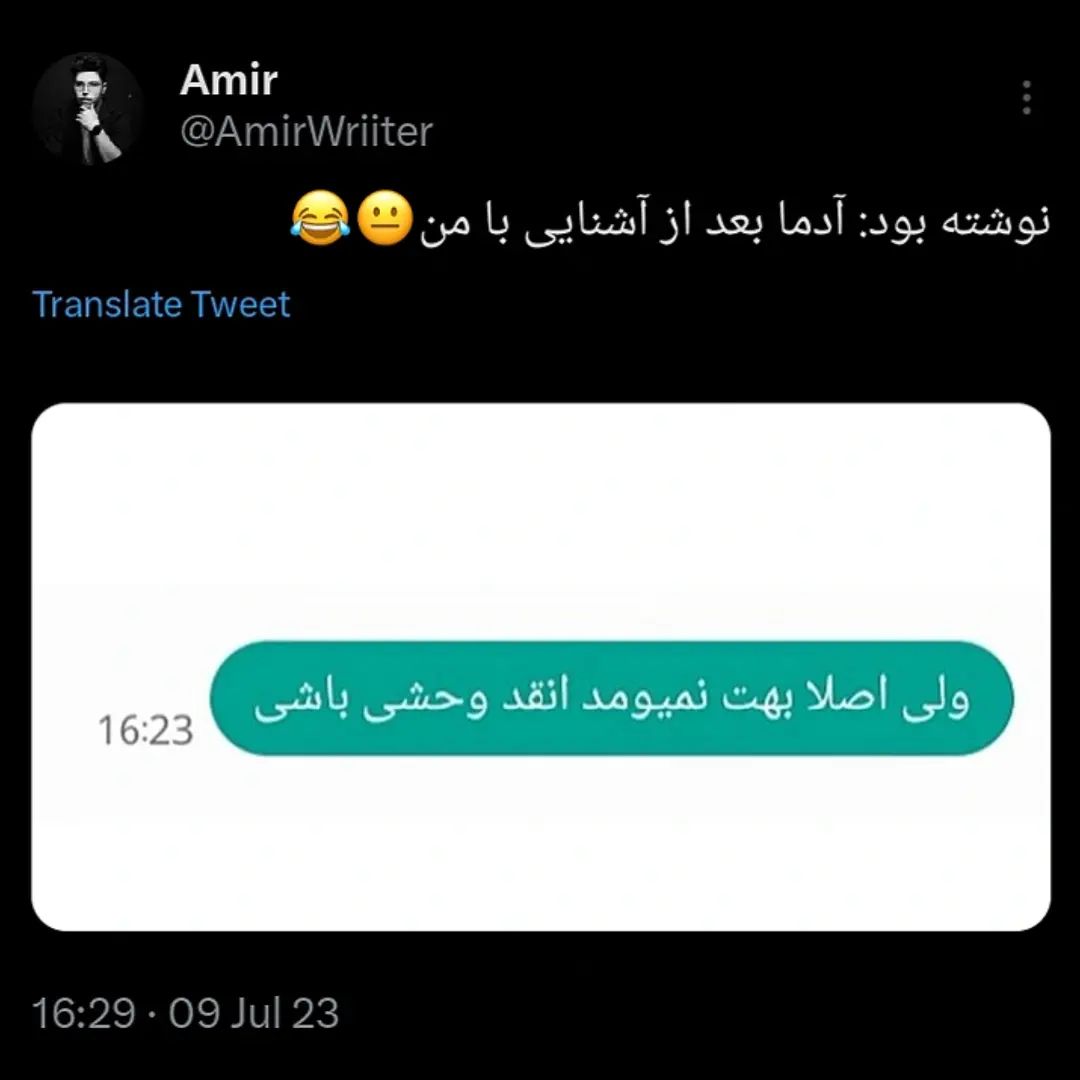 Amir
@AmirWriiter
نوشته بود: آدما بعد از آشنایی با من😐😂
Translate Tweet
ولی اصلا بهت نمیومد انقد وحشی باشی
16:23
16:29 · 09 Jul 23